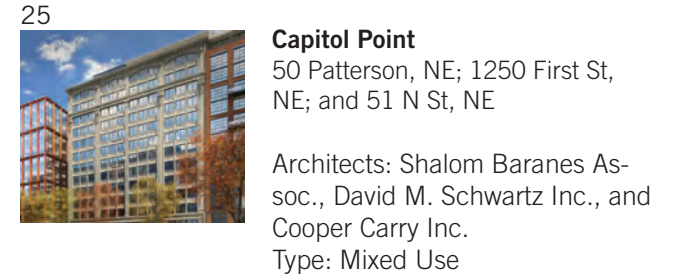 25
Capitol Point
50 Patterson, NE; 1250 First St,
NE; and 51 N St, NE
Architects: Shalom Baranes As-
soc., David M. Schwartz Inc., and
Cooper Carry Inc.
Type: Mixed Use